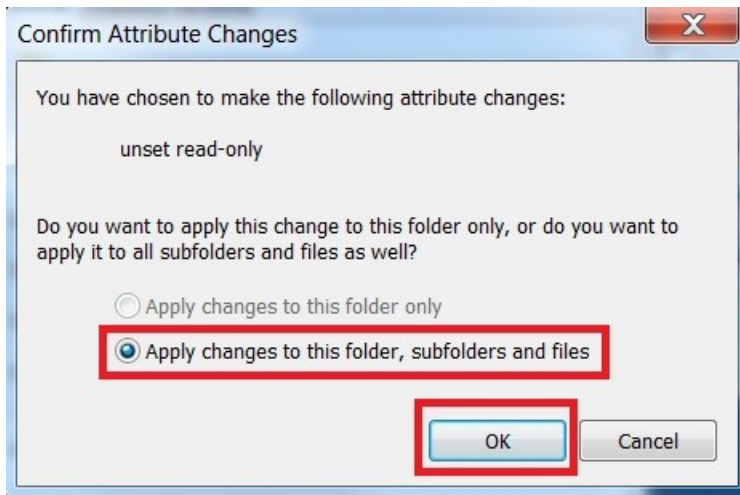 Confirm Attribute Changes
You have chosen to make the following attribute changes:
unset read-only
Do you want to apply this change to this folder only, or do you want to
apply it to all subfolders and files as well?
Apply changes to this folder only
Apply changes to this folder, subfolders and files
OK Cancel